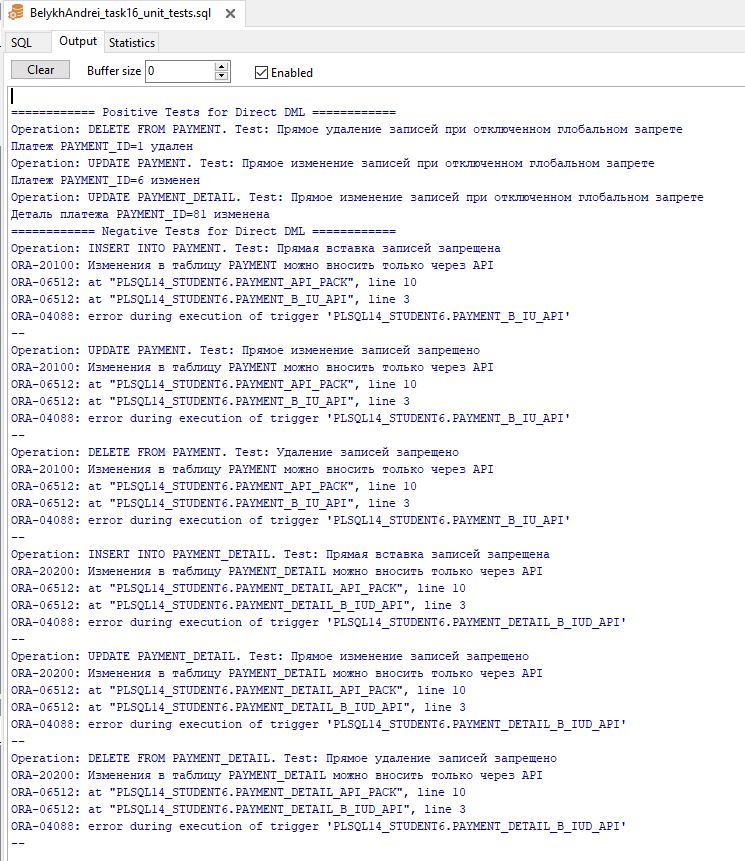 BelykhAndrei_task16_unit_tests.sql
SQL Output Statistics
Clear Buffer size 0 Enabled
============ Positive Tests for Direct DML ============
Operation: DELETE FROM PAYMENT. Test: Прямое удаление записей при отключенном глобальном запрете
Платеж PAYMENT_ID=1 удален
Operation: UPDATE PAYMENT. Test: Прямое изменение записей при отключенном глобальном запрете
Платеж PAYMENT_ID=6 изменен
Operation: UPDATE PAYMENT_DETAIL. Test: Прямое изменение записей при отключенном глобальном запрете
Деталь платежа PAYMENT_ID=81 изменена
============ Negative Tests for Direct DML ============
Operation: INSERT INTO PAYMENT. Test: Прямая вставка записей запрещена
ORA-20100: Изменения в таблицу PAYMENT можно вносить только через API
ORA-06512: at "PLSQL14_STUDENT6.PAYMENT_API_PACK", line 10
ORA-06512: at "PLSQL14_STUDENT6.PAYMENT_B_IU_API", line 3
ORA-04088: error during execution of trigger 'PLSQL14_STUDENT6.PAYMENT_B_IU_API'
--
Operation: UPDATE PAYMENT. Test: Прямое изменение записей запрещено
ORA-20100: Изменения в таблицу PAYMENT можно вносить только через API
ORA-06512: at "PLSQL14_STUDENT6.PAYMENT_API_PACK", line 10
ORA-06512: at "PLSQL14_STUDENT6.PAYMENT_B_IU_API", line 3
ORA-04088: error during execution of trigger 'PLSQL14_STUDENT6.PAYMENT_B_IU_API'
--
Operation: DELETE FROM PAYMENT. Test: Удаление записей запрещено
ORA-20100: Изменения в таблицу PAYMENT можно вносить только через API
ORA-06512: at "PLSQL14_STUDENT6.PAYMENT_API_PACK", line 10
ORA-06512: at "PLSQL14_STUDENT6.PAYMENT_B_IU_API", line 3
ORA-04088: error during execution of trigger 'PLSQL14_STUDENT6.PAYMENT_B_IU_API'
--
Operation: INSERT INTO PAYMENT_DETAIL. Test: Прямая вставка записей запрещена
ORA-20200: Изменения в таблицу PAYMENT_DETAIL можно вносить только через API
ORA-06512: at "PLSQL14_STUDENT6.PAYMENT_DETAIL_API_PACK", line 10
ORA-06512: at "PLSQL14_STUDENT6.PAYMENT_DETAIL_B_IUD_API", line 3
ORA-04088: error during execution of trigger 'PLSQL14_STUDENT6.PAYMENT_DETAIL_B_IUD_API'
--
Operation: UPDATE PAYMENT_DETAIL. Test: Прямое изменение записей запрещено
ORA-20200: Изменения в таблицу PAYMENT_DETAIL можно вносить только через API
ORA-06512: at "PLSQL14_STUDENT6.PAYMENT_DETAIL_API_PACK", line 10
ORA-06512: at "PLSQL14_STUDENT6.PAYMENT_DETAIL_B_IUD_API", line 3
ORA-04088: error during execution of trigger 'PLSQL14_STUDENT6.PAYMENT_DETAIL_B_IUD_API'
--
Operation: DELETE FROM PAYMENT_DETAIL. Test: Прямое удаление записей запрещено
ORA-20200: Изменения в таблицу PAYMENT_DETAIL можно вносить только через API
ORA-06512: at "PLSQL14_STUDENT6.PAYMENT_DETAIL_API_PACK", line 10
ORA-06512: at "PLSQL14_STUDENT6.PAYMENT_DETAIL_B_IUD_API", line 3
ORA-04088: error during execution of trigger 'PLSQL14_STUDENT6.PAYMENT_DETAIL_B_IUD_API'
--